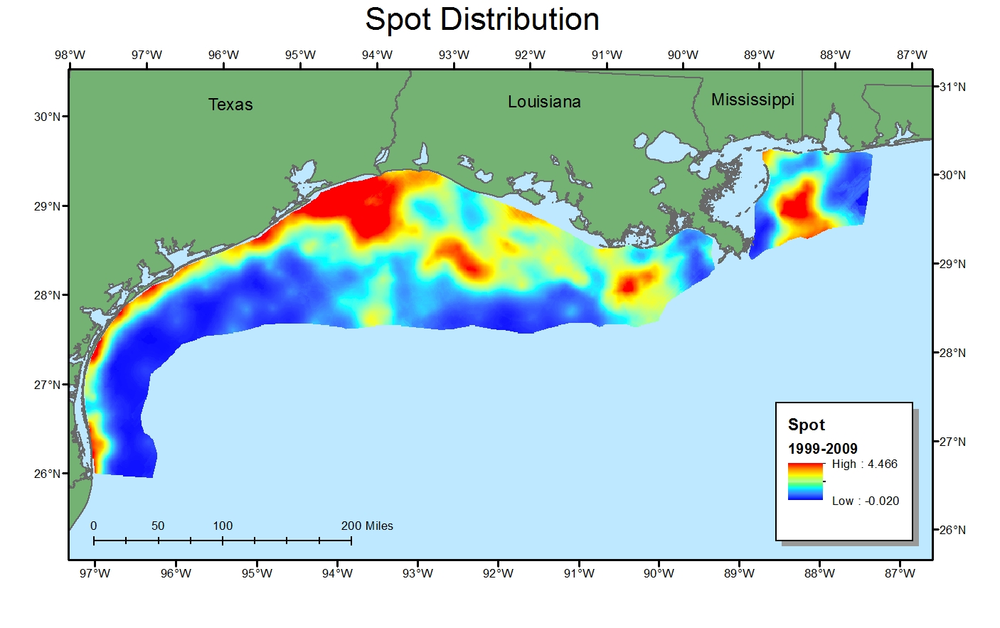 Spot Distribution
98°W 97°W 96°W 95°W 94°W 93°W 92°W 91°W 90°W 89°W 88°W 87°W
31°N
Texas Louisiana Mississippi
30°N
30°N
29°N
29°N
28°N
28°N
27°N
Spot
1999-2009
High : 4.466
Low : -0.020
27°N
26°N
0 50 100 200 Miles
26°N
97°W 96°W 95°W 94°W 93°W 92°W 91°W 90°W 89°W 88°W 87°W